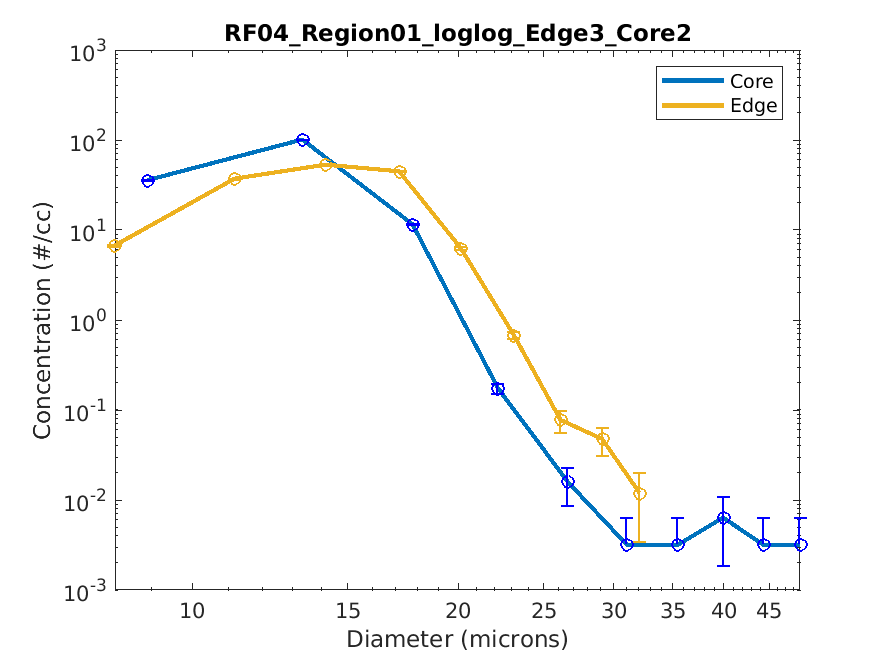 RF04_Region01_loglog_Edge3_Core2
10^3
10^2
10^1
10^0
10^-1
10^-2
10^-3
Concentration (#/cc)
Core
Edge
10 15 20 25 30 35 40 45
Diameter (microns)